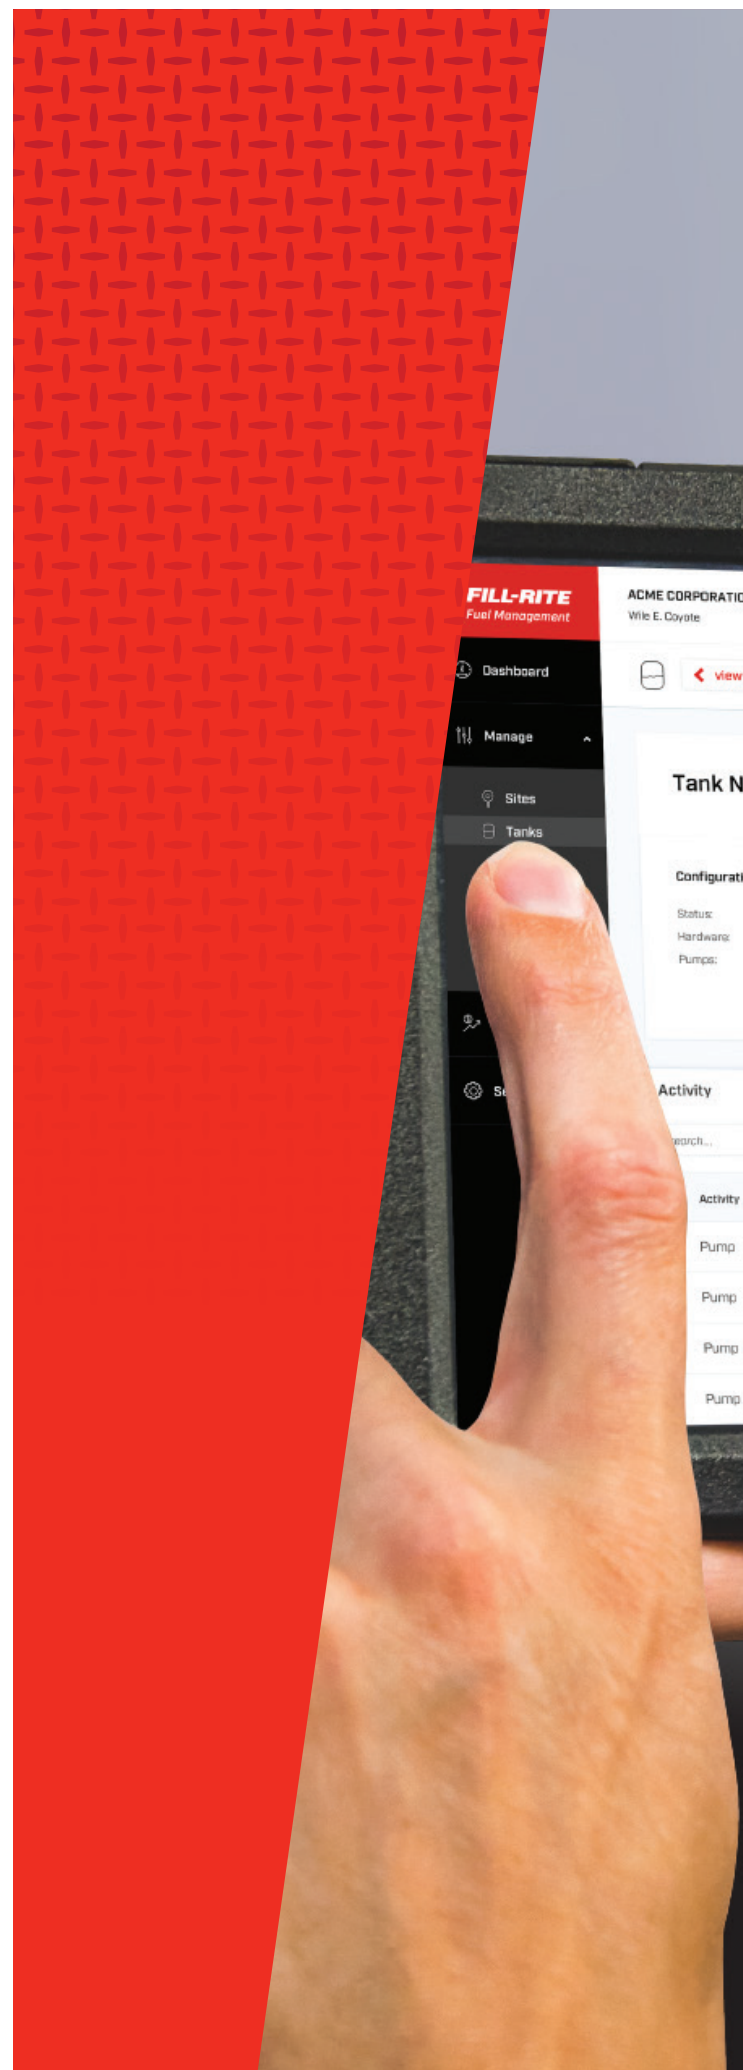 FILL-RITE
Fuel Management
ACME CORPORATIO
Wile E. Coyote
Dashboard
view
Manage
Sites
Tanks
Tank N
Configurati
Status:
Hardware:
Pumps:
Se
Activity
earch...
Activity
Pump
Pump
Pump
Pump